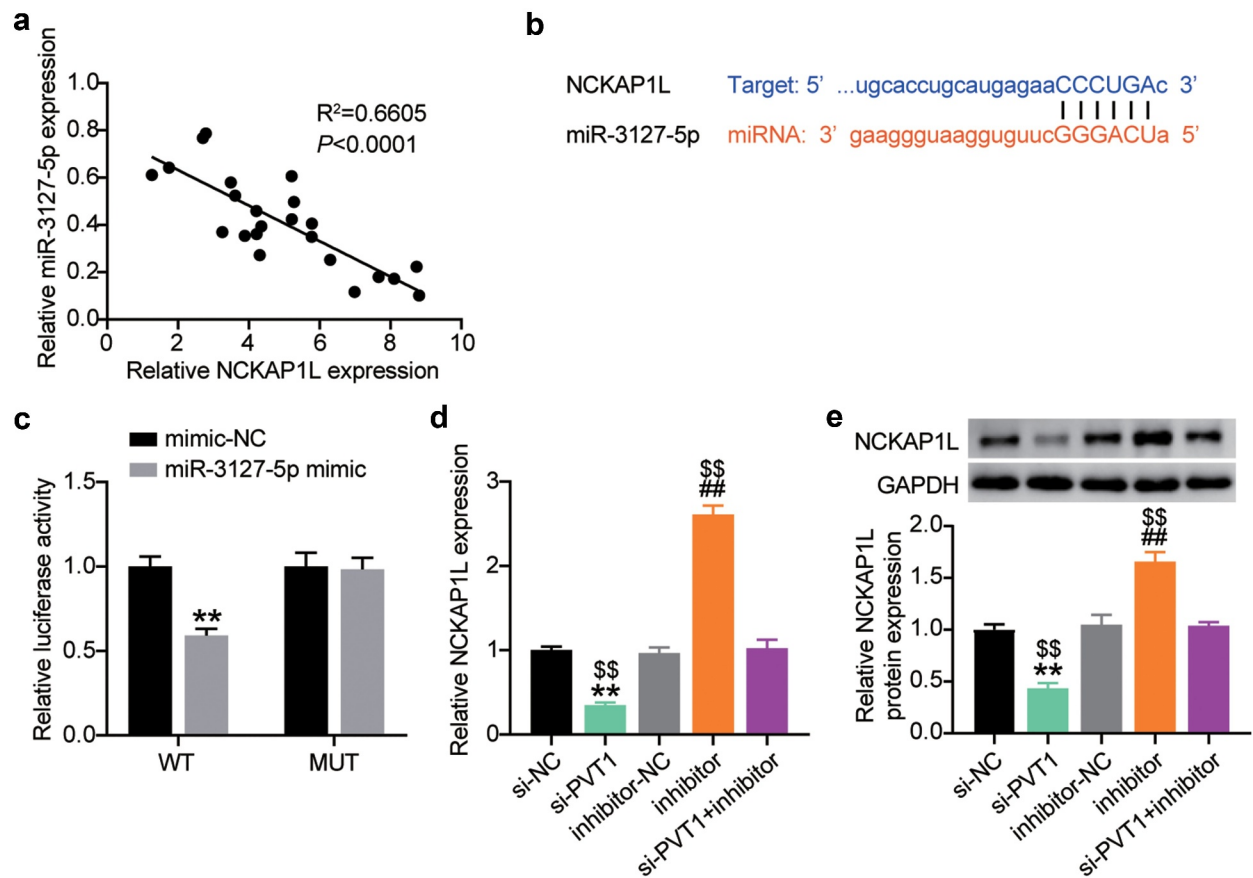 a
Relative miR-3127-5p expression
1.0
0.8
0.6
0.4
0.2
0.0
R²=0.6605
P<0.0001
0 2 4 6 8 10
Relative NCKAP1L expression
b
NCKAP1L Target: 5’ ...ugcaccugcaugagaaCCCUGAc 3’
miR-3127-5p miRNA: 3’ gaagggguaagguguucGGGACUa 5’
c
mimic-NC
miR-3127-5p mimic
Relative luciferase activity
1.5
1.0
0.5
0.0
**
WT MUT
d
Relative NCKAP1L expression
3
2
1
0
$$
**
$$
##
si-NC
si-PVT1
inhibitor-NC
inhibitor
si-PVT1+inhibitor
e
NCKAP1L
GAPDH
Relative NCKAP1L
protein expression
2.0
1.5
1.0
0.5
0.0
$$
**
$$
##
si-NC
si-PVT1
inhibitor-NC
inhibitor
si-PVT1+inhibitor